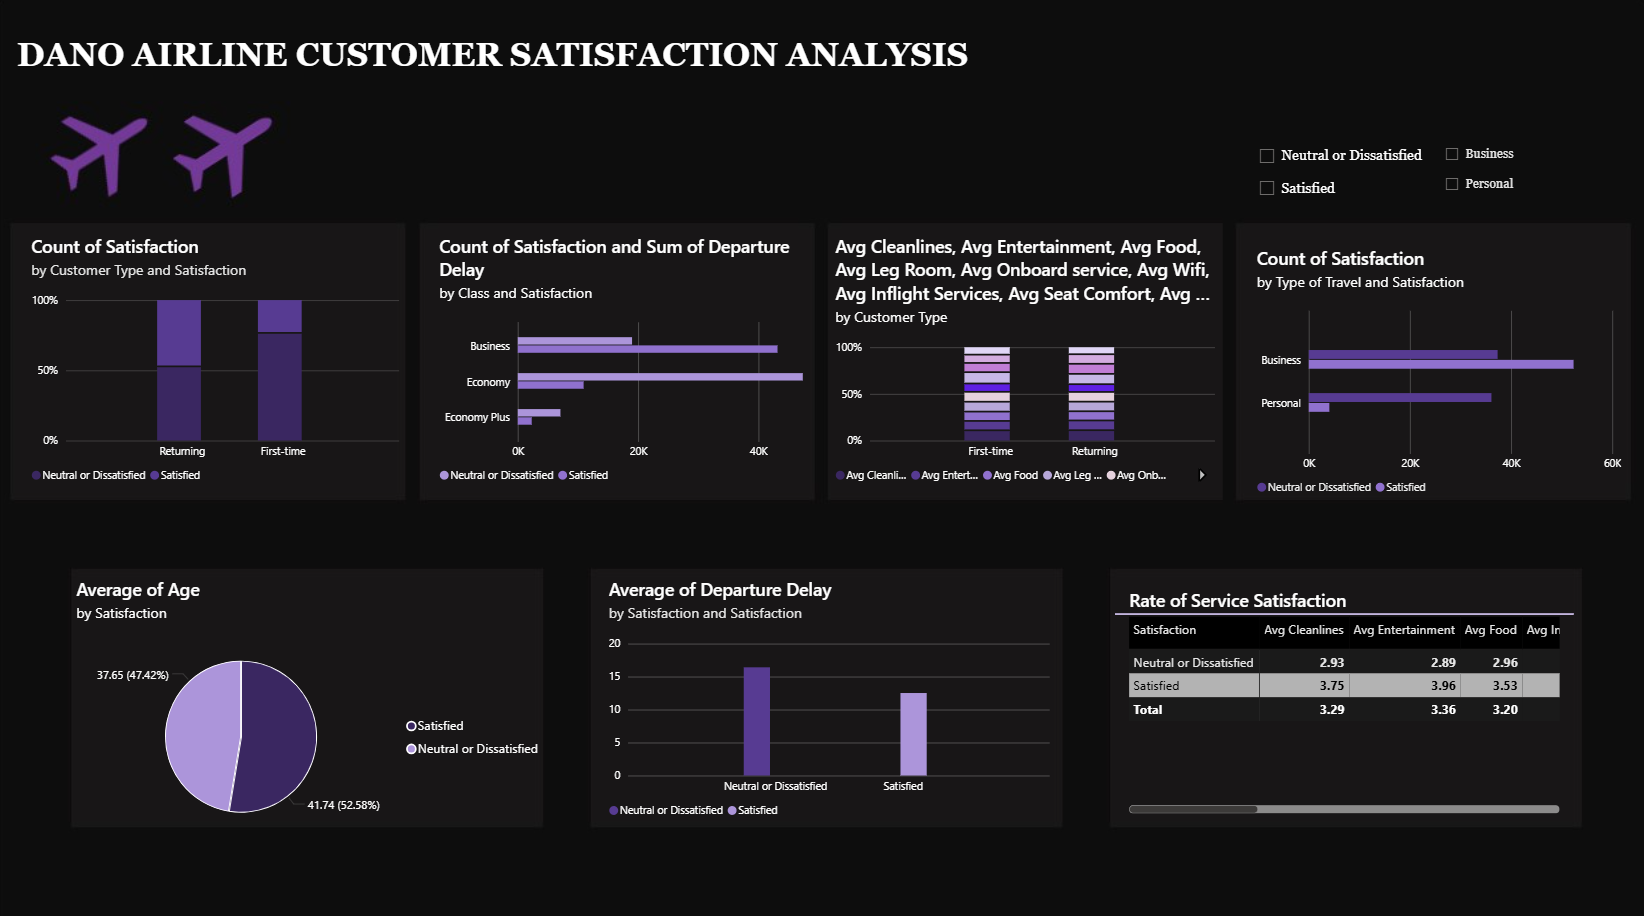 DANO AIRLINE CUSTOMER SATISFACTION ANALYSIS
Neutral or Dissatisfied
Satisfied
Business
Personal
Count of Satisfaction
by Customer Type and Satisfaction
100%
50%
0%
Returning First-time
Neutral or Dissatisfied Satisfied
Count of Satisfaction and Sum of Departure
Delay
by Class and Satisfaction
Business
Economy
Economy Plus
0K 20K 40K
Neutral or Dissatisfied Satisfied
Avg Cleanlines, Avg Entertainment, Avg Food,
Avg Leg Room, Avg Onboard service, Avg Wifi,
Avg Inflight Services, Avg Seat Comfort, Avg ...
by Customer Type
100%
50%
0%
First-time Returning
Avg Cleanli... Avg Entert... Avg Food Avg Leg ... Avg Onb...
Count of Satisfaction
by Type of Travel and Satisfaction
Business
Personal
0K 20K 40K 60K
Neutral or Dissatisfied Satisfied
Average of Age
by Satisfaction
37.65 (47.42%)
41.74 (52.58%)
Satisfied
Neutral or Dissatisfied
Average of Departure Delay
by Satisfaction and Satisfaction
20
15
10
5
0
Neutral or Dissatisfied Satisfied
Neutral or Dissatisfied Satisfied
Rate of Service Satisfaction
Satisfaction Avg Cleanlines Avg Entertainment Avg Food Avg In
Neutral or Dissatisfied 2.93 2.89 2.96
Satisfied 3.75 3.96 3.53
Total 3.29 3.36 3.20